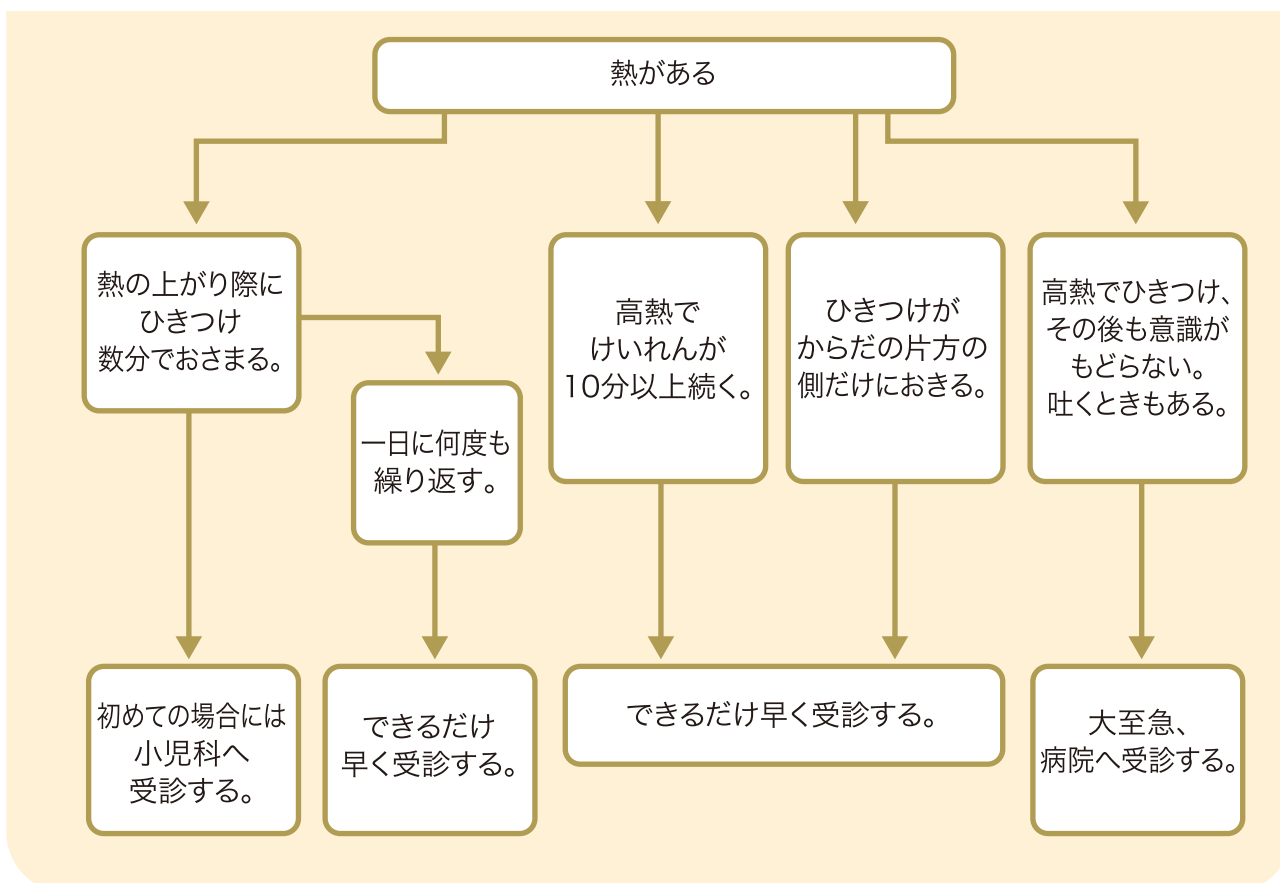 熱がある
熱の上がり際に
ひきつけ
数分でおさまる。
一日に何度も
繰り返す。
高熱で
けいれんが
10分以上続く。
ひきつけが
からだの片方の
側だけにおきる。
高熱でひきつけ、
その後も意識が
もどらない。
吐くときもある。
初めての場合には
小児科へ
受診する。
できるだけ
早く受診する。
できるだけ早く受診する。
大至急、
病院へ受診する。